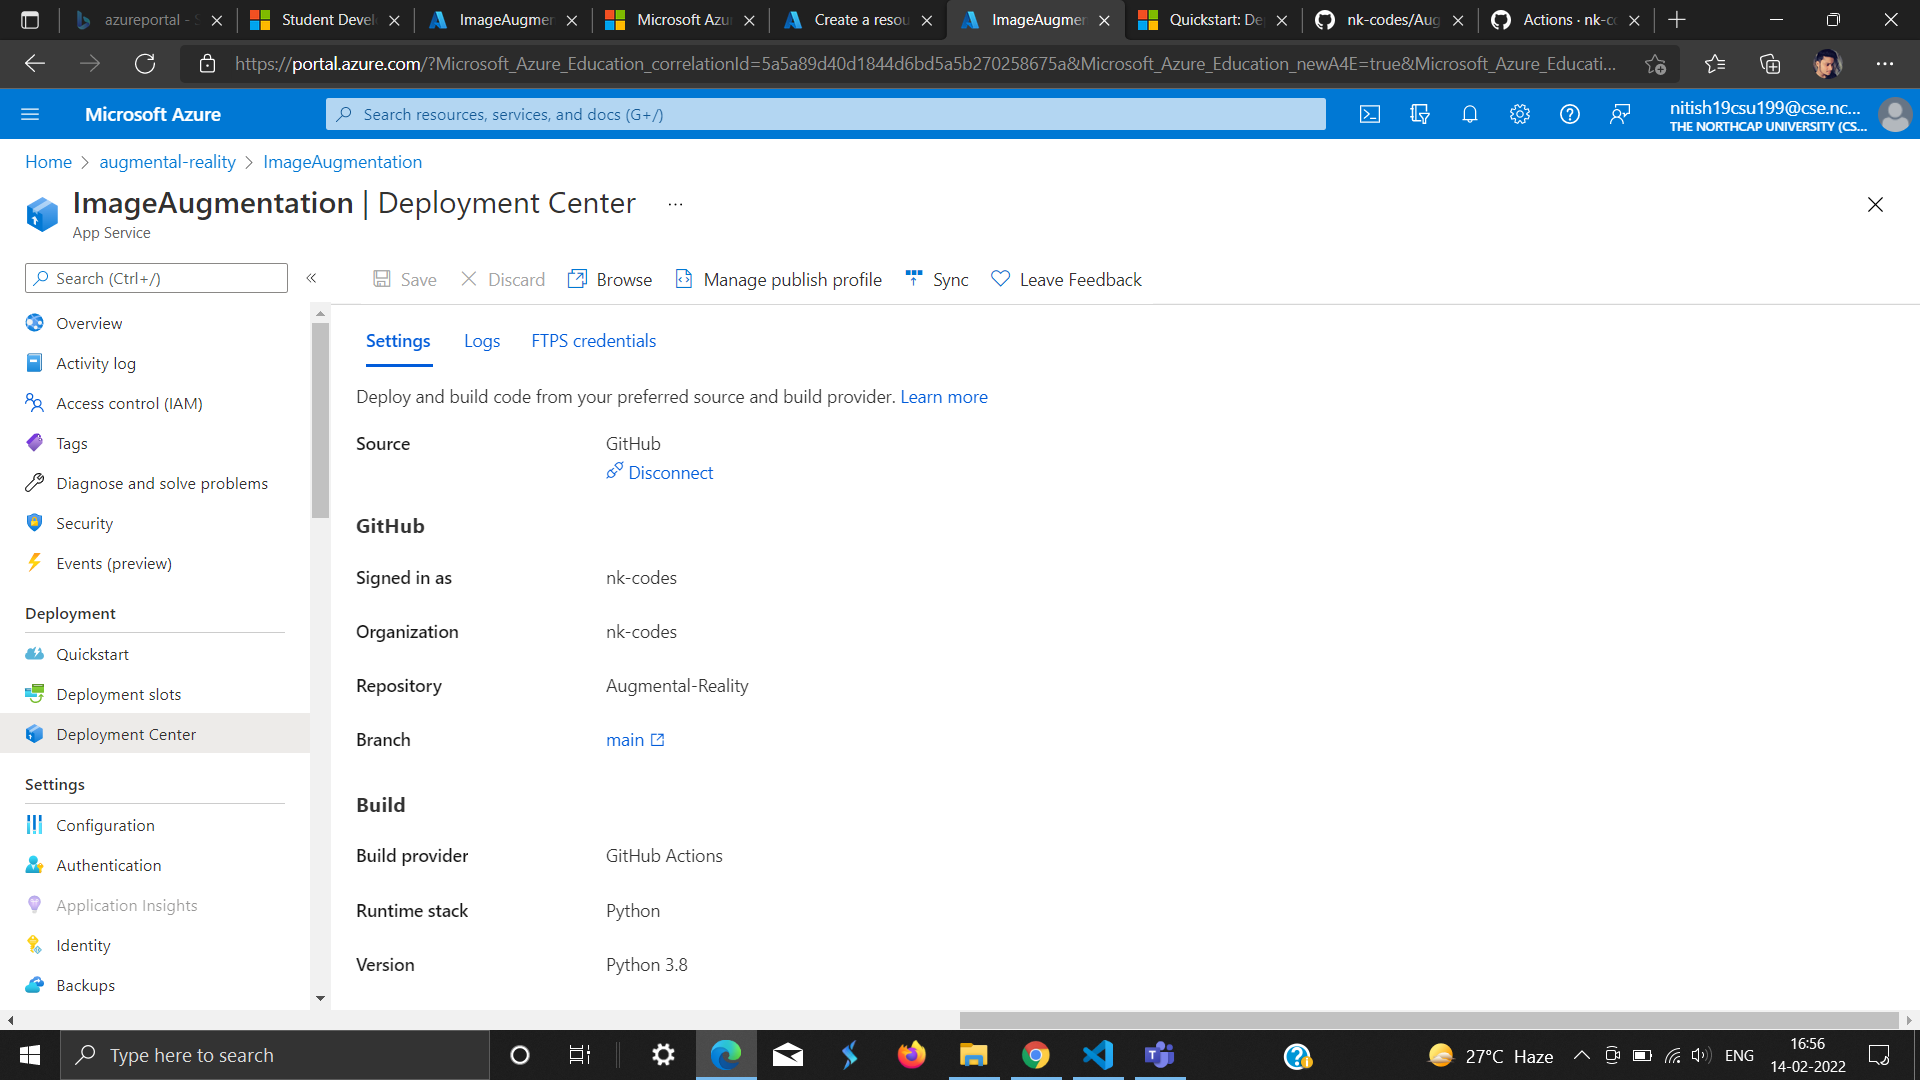 azureportal - S
Student Devel
ImageAugmen
Microsoft Azu
Create a resou
ImageAugmen
Quickstart: De
nk-codes/Aug
Actions · nk-co
https://portal.azure.com/?Microsoft_Azure_Education_correlationId=5a5a89d40d1844d6bd5a5b270258675a&Microsoft_Azure_Education_newA4E=true&Microsoft_Azure_Educati...
Microsoft Azure
Search resources, services, and docs (G+/)
nitish19csu199@cse.nc...
THE NORTHCAP UNIVERSITY (CS...
Home > augmental-reality > ImageAugmentation
ImageAugmentation | Deployment Center ...
App Service
Search (Ctrl+/)
«
Save
Discard
Browse
Manage publish profile
Sync
Leave Feedback
Overview
Activity log
Access control (IAM)
Tags
Diagnose and solve problems
Security
Events (preview)
Deployment
Quickstart
Deployment slots
Deployment Center
Settings
Configuration
Authentication
Application Insights
Identity
Backups
Settings
Logs
FTPS credentials
Deploy and build code from your preferred source and build provider. Learn more
Source GitHub
Disconnect
GitHub
Signed in as nk-codes
Organization nk-codes
Repository Augmental-Reality
Branch main
Build
Build provider GitHub Actions
Runtime stack Python
Version Python 3.8
Type here to search
27°C Haze
ENG
16:56
14-02-2022